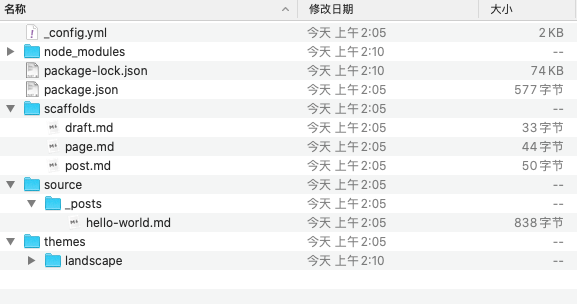 名称 修改日期 大小
_config.yml 今天 上午2:05 2 KB
node_modules 今天 上午2:10 --
package-lock.json 今天 上午2:10 74 KB
package.json 今天 上午2:05 577 字节
scaffolds 今天 上午2:05 --
draft.md 今天 上午2:05 33 字节
page.md 今天 上午2:05 44 字节
post.md 今天 上午2:05 50 字节
source 今天 上午2:05 --
_posts 今天 上午2:05 --
hello-world.md 今天 上午2:05 838 字节
themes 今天 上午2:05 --
landscape 今天 上午2:10 --